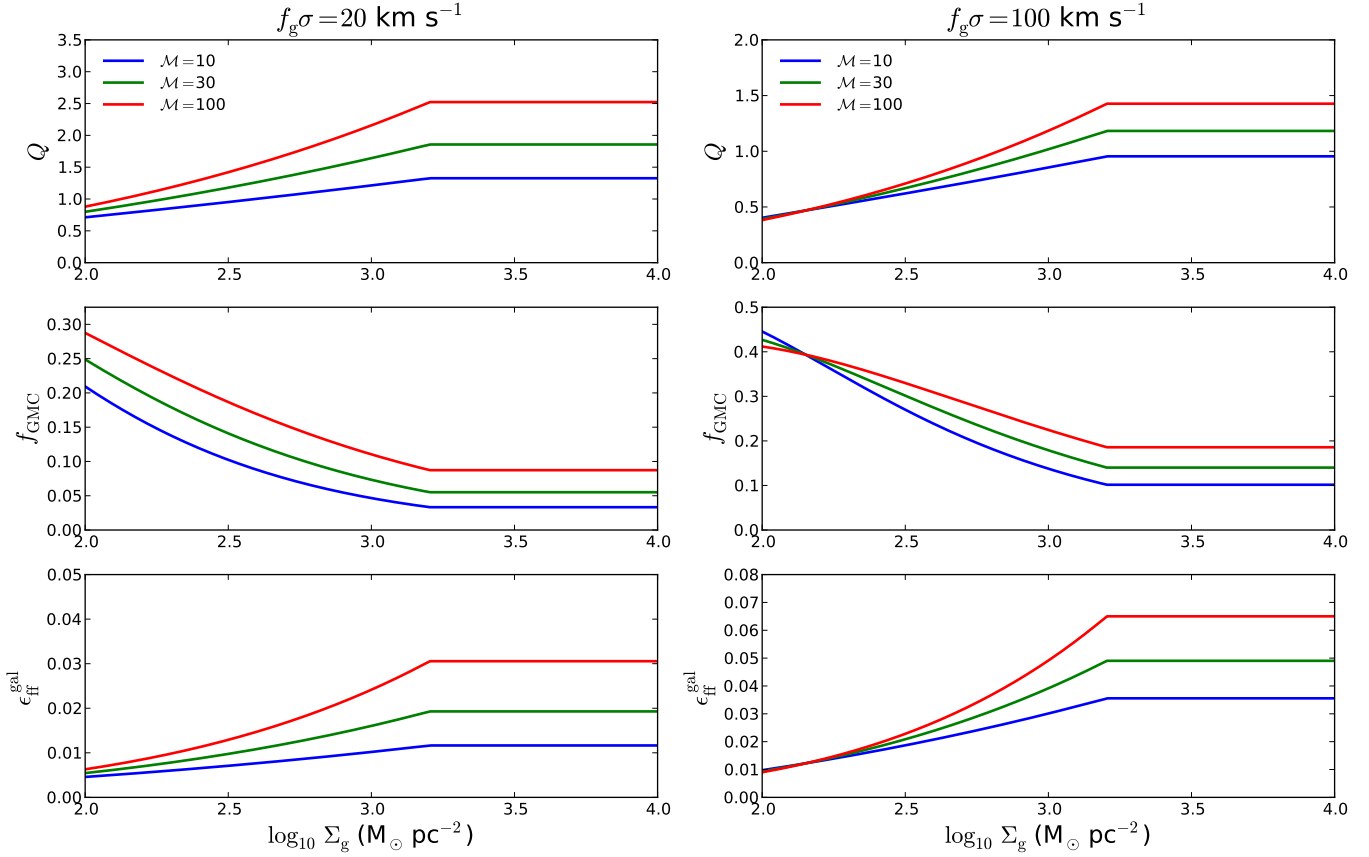 f_g σ = 20 km s⁻¹
3.5
3.0
2.5
2.0
1.5
1.0
0.5
0.0
Q
ℳ=10
ℳ=30
ℳ=100
2.0 2.5 3.0 3.5 4.0
0.30
0.25
0.20
0.15
0.10
0.05
0.00
f_GMC
2.0 2.5 3.0 3.5 4.0
0.05
0.04
0.03
0.02
0.01
0.00
ϵ_ff^gal
2.0 2.5 3.0 3.5 4.0
log₁₀ Σ_g (M_⊙ pc⁻²)
f_g σ = 100 km s⁻¹
2.0
1.5
1.0
0.5
0.0
Q
ℳ=10
ℳ=30
ℳ=100
2.0 2.5 3.0 3.5 4.0
0.5
0.4
0.3
0.2
0.1
0.0
f_GMC
2.0 2.5 3.0 3.5 4.0
0.08
0.07
0.06
0.05
0.04
0.03
0.02
0.01
0.00
ϵ_ff^gal
2.0 2.5 3.0 3.5 4.0
log₁₀ Σ_g (M_⊙ pc⁻²)